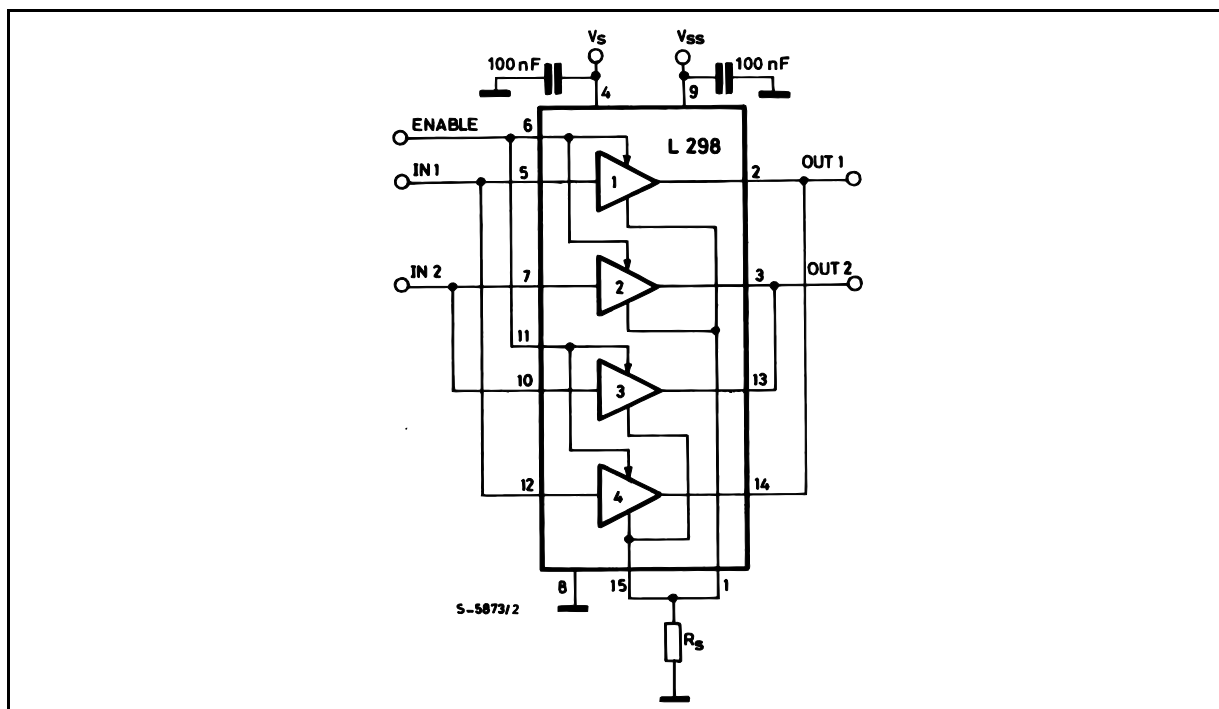 Vs Vss
100 nF 100 nF
4 9
ENABLE 6 L 298
IN 1 5 1 2 OUT 1
IN 2 7 2 3 OUT 2
11
10 3 13
12 4 14
8 15 1
S-5873/2
Rs